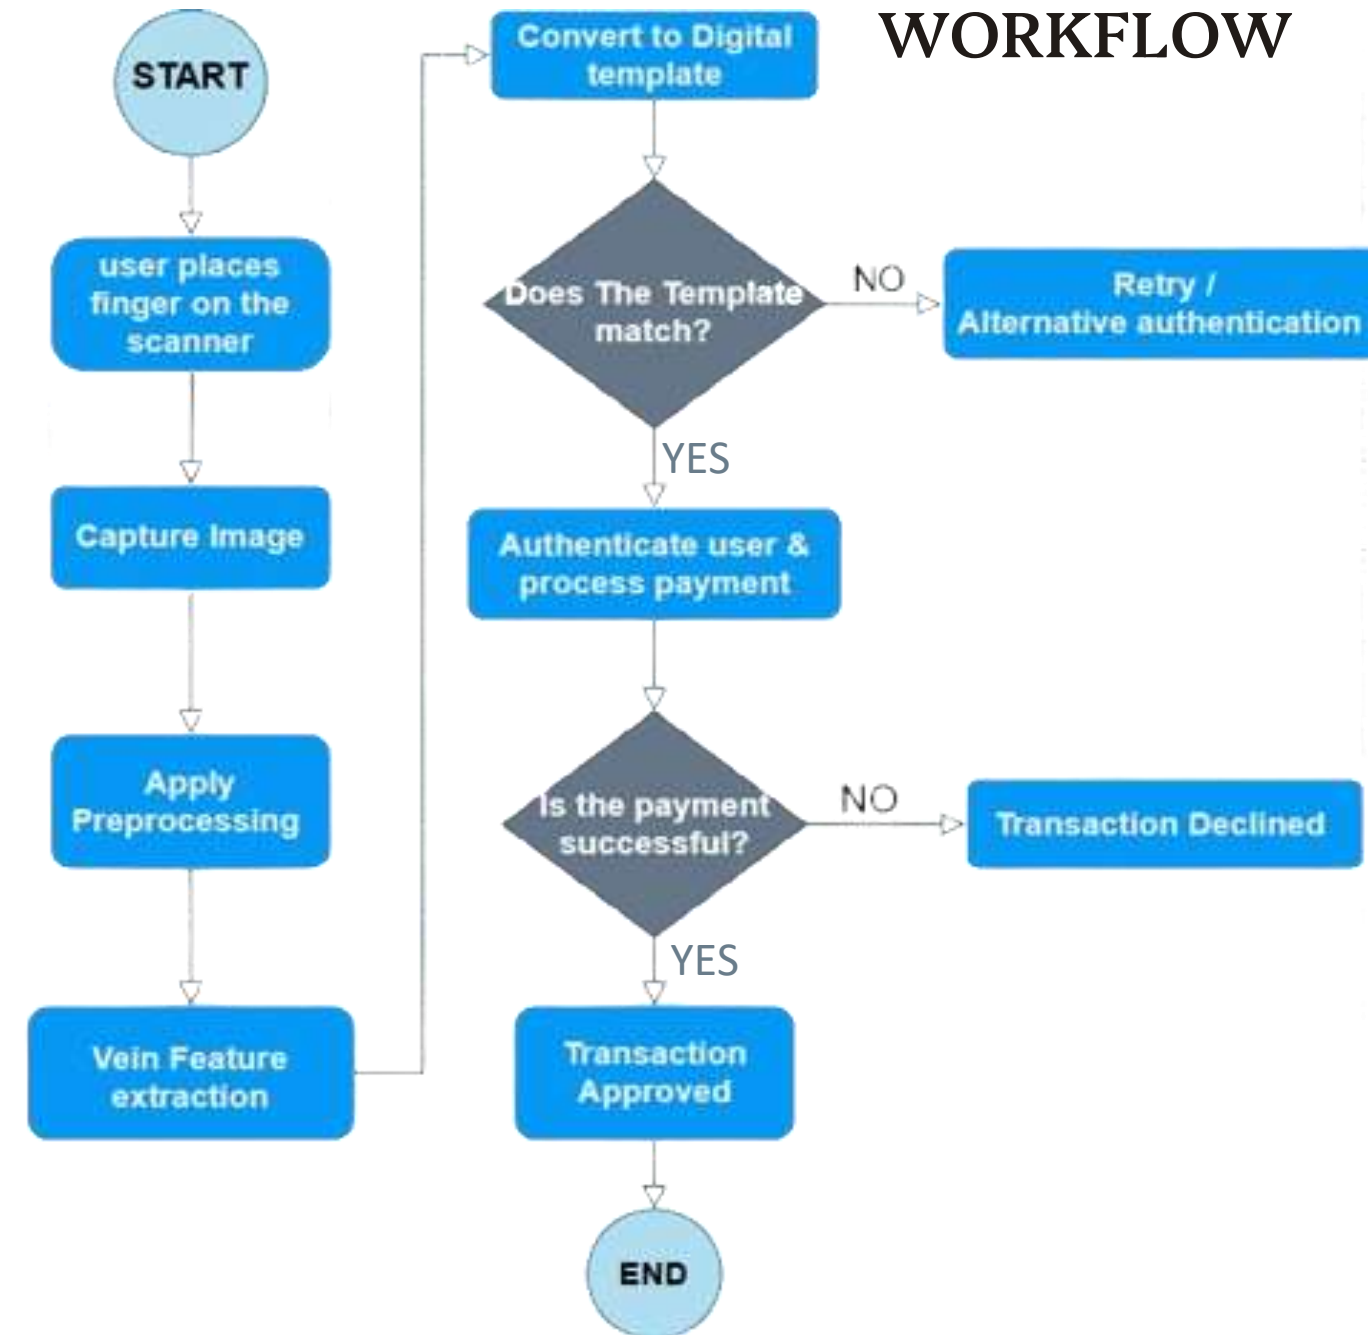 WORKFLOW
START
user places
finger on the
scanner
Capture Image
Apply
Preprocessing
Vein Feature
extraction
Convert to Digital
template
Does The Template
match?
NO
Retry /
Alternative authentication
YES
Authenticate user &
process payment
Is the payment
successful?
NO
Transaction Declined
YES
Transaction
Approved
END